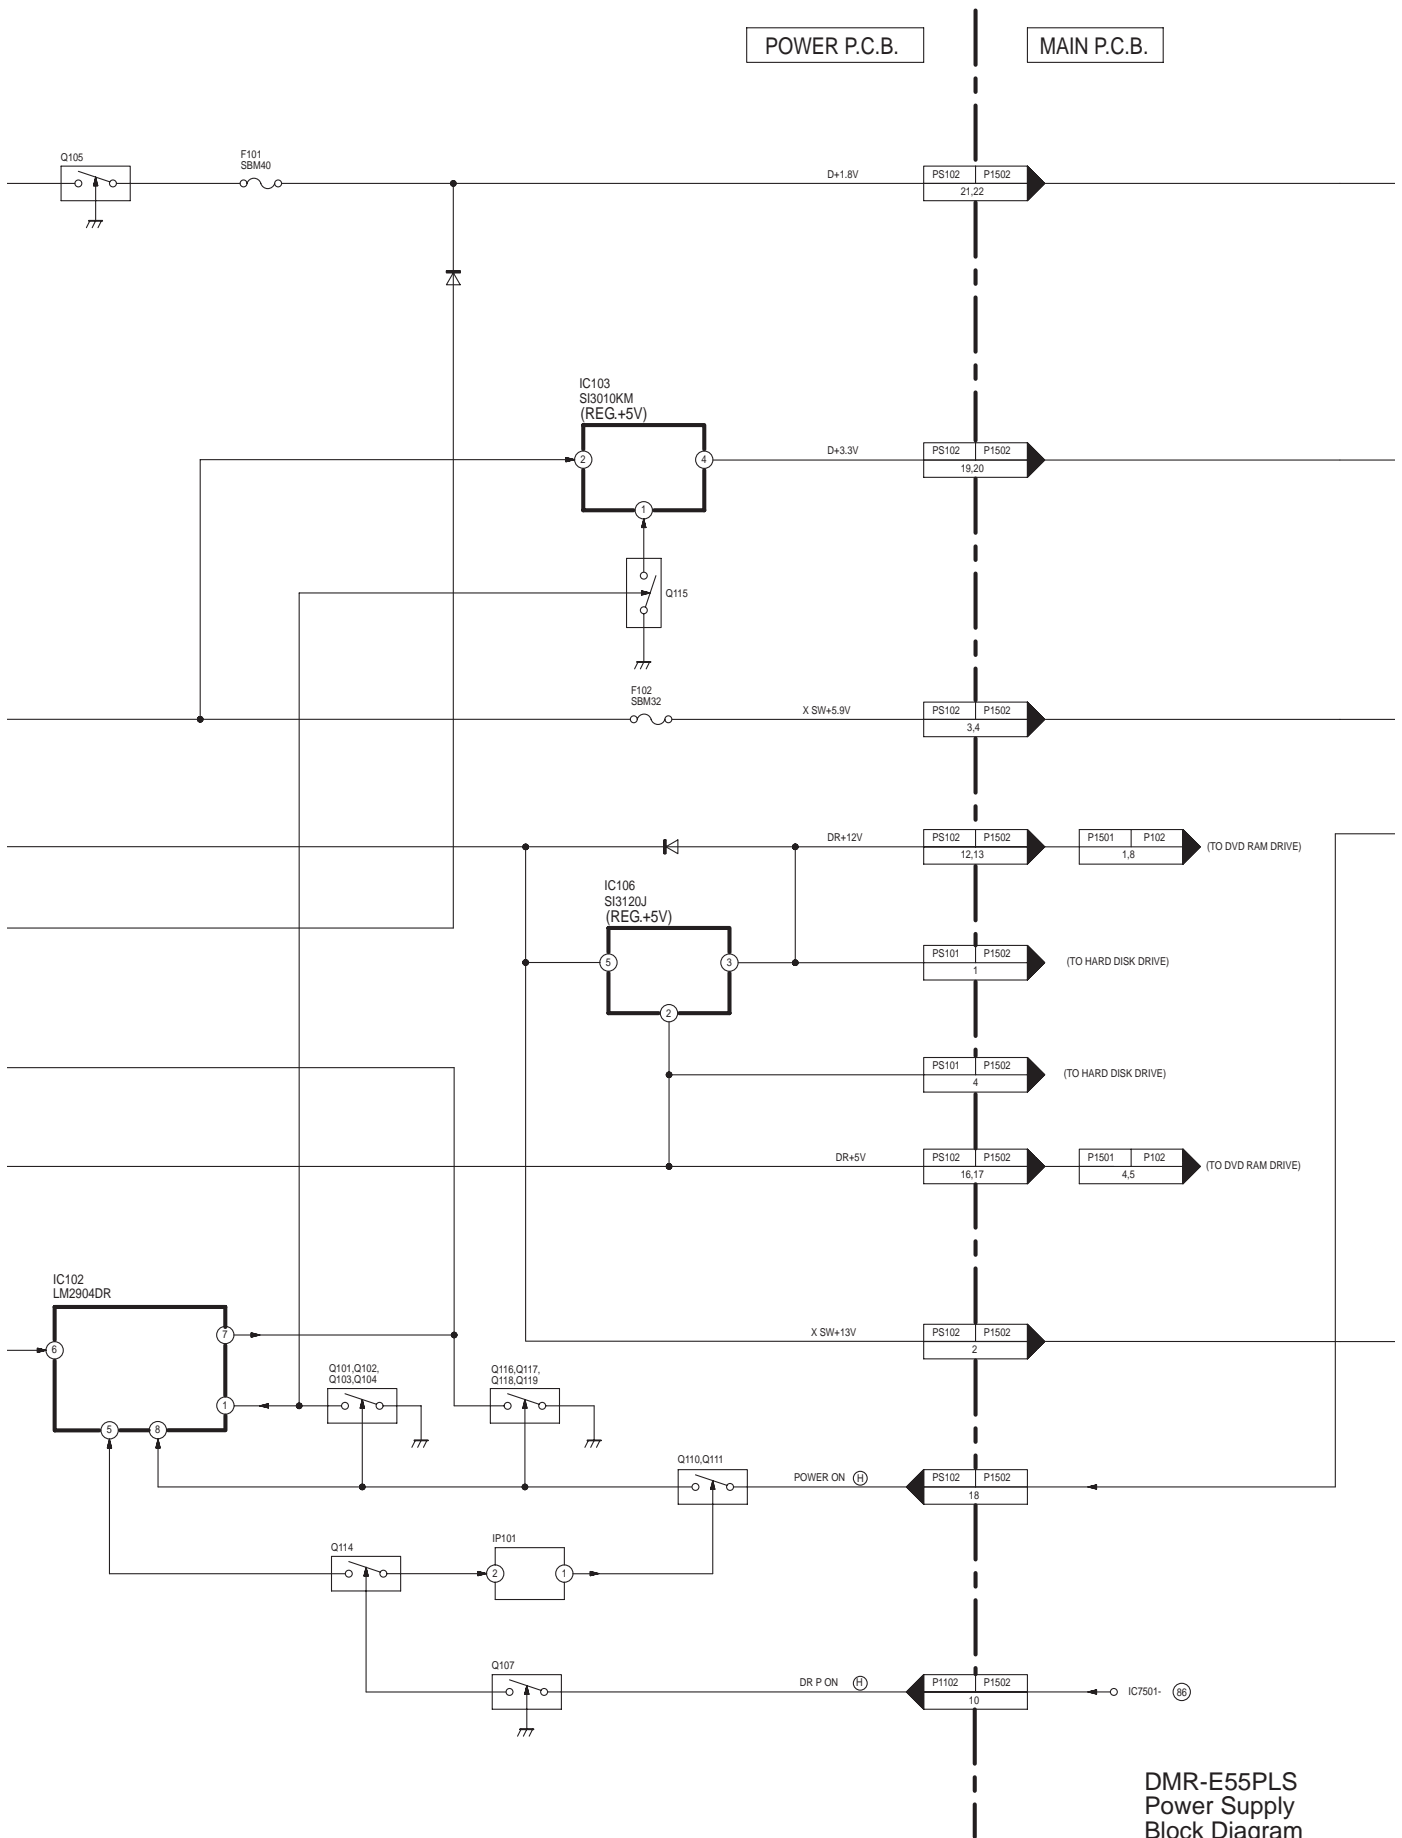 POWER P.C.B.
MAIN P.C.B.
Q105
F101
SBM40
D+1.8V
PS102
P1502
21,22
IC103
SI3010KM
(REG.+5V)
2
4
1
D+3.3V
PS102
P1502
19,20
Q115
F102
SBM32
X SW+5.9V
PS102
P1502
3,4
DR+12V
PS102
P1502
12,13
P1501
P102
1,8
(TO DVD RAM DRIVE)
IC106
SI3120J
(REG.+5V)
5
3
2
PS101
P1502
1
(TO HARD DISK DRIVE)
PS101
P1502
4
(TO HARD DISK DRIVE)
DR+5V
PS102
P1502
16,17
P1501
P102
4,5
(TO DVD RAM DRIVE)
IC102
LM2904DR
7
6
1
5
8
X SW+13V
PS102
P1502
2
Q101,Q102,
Q103,Q104
Q116,Q117,
Q118,Q119
Q110,Q111
POWER ON H
PS102
P1502
18
Q114
IP101
2
1
Q107
DR P ON H
P1102
P1502
10
IC7501- 86
DMR-E55PLS
Power Supply
Block Diagram